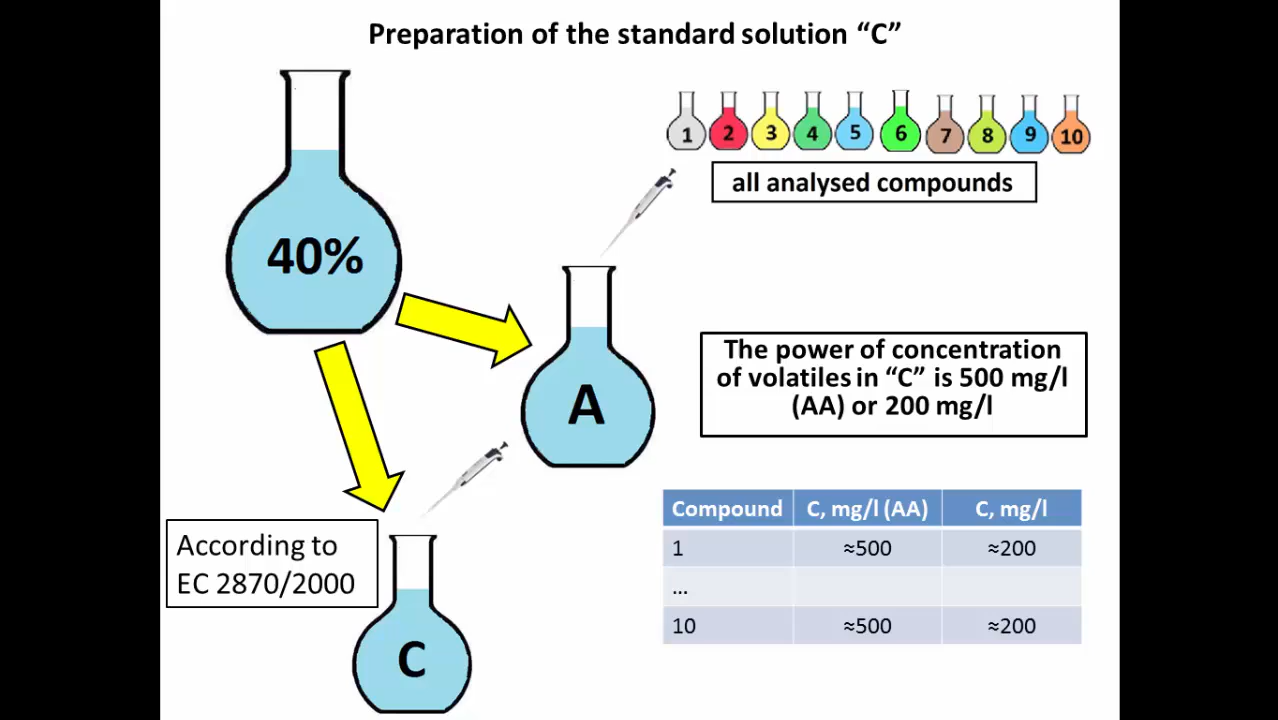 Preparation of the standard solution “C”
1 2 3 4 5 6 7 8 9 10
all analysed compounds
40%
A
The power of concentration
of volatiles in “C” is 500 mg/l
(AA) or 200 mg/l
According to
EC 2870/2000
C
Compound C, mg/l (AA) C, mg/l
1 ≈500 ≈200
...
10 ≈500 ≈200